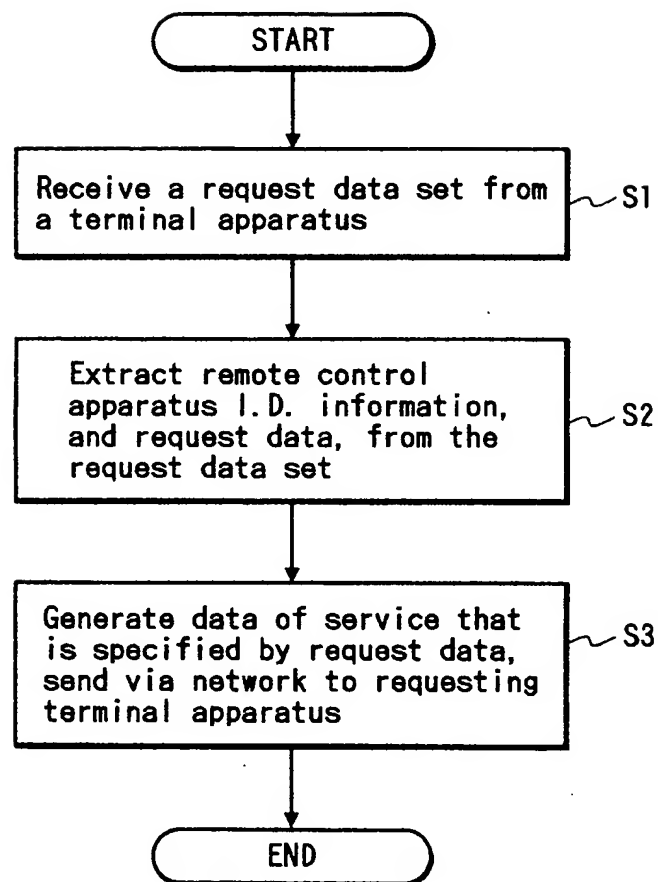 START
Receive a request data set from
a terminal apparatus
S1
Extract remote control
apparatus I.D. information,
and request data, from the
request data set
S2
Generate data of service that
is specified by request data,
send via network to requesting
terminal apparatus
S3
END